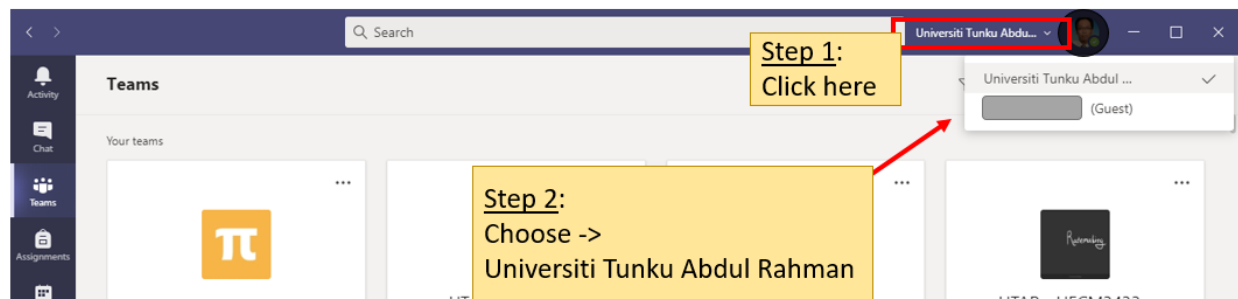 Search
Universiti Tunku Abdu...
Step 1:
Click here
Activity
Teams
Universiti Tunku Abdul ...
(Guest)
Chat
Your teams
Teams
Step 2:
Choose ->
Universiti Tunku Abdul Rahman
π
Assignments